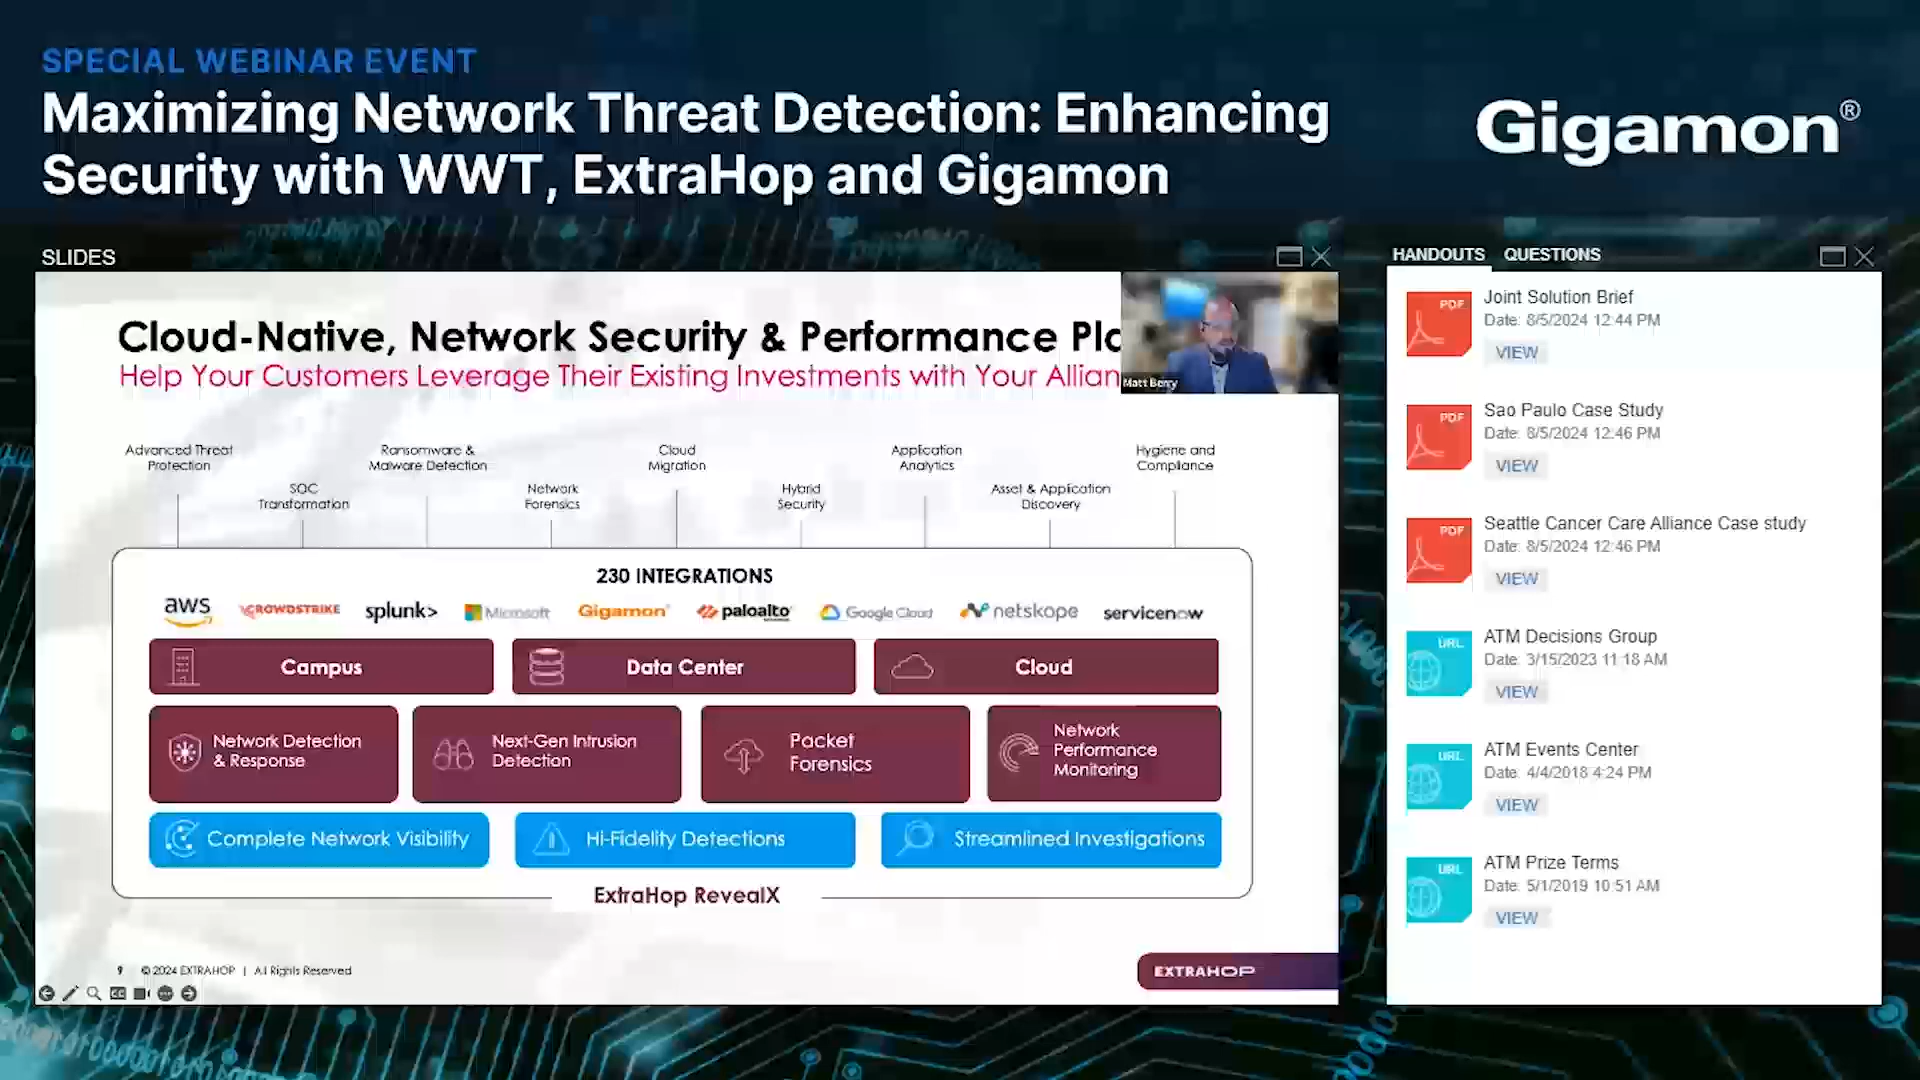 SPECIAL WEBINAR EVENT
Maximizing Network Threat Detection: Enhancing
Security with WWT, ExtraHop and Gigamon
Gigamon®
SLIDES
Cloud-Native, Network Security & Performance Pla
Help Your Customers Leverage Their Existing Investments with Your Allian
Matt Berry
Advanced Threat
Protection
SOC
Transformation
Ransomware &
Malware Detection
Network
Forensics
Cloud
Migration
Hybrid
Security
Application
Analytics
Asset & Application
Discovery
Hygiene and
Compliance
230 INTEGRATIONS
aws
CROWDSTRIKE
splunk>
Microsoft
Gigamon®
paloalto
Google Cloud
netskope
servicenow
Campus
Data Center
Cloud
Network Detection
& Response
Next-Gen Intrusion
Detection
Packet
Forensics
Network
Performance
Monitoring
Complete Network Visibility
Hi-Fidelity Detections
Streamlined Investigations
ExtraHop RevealX
9 © 2024 EXTRAHOP | All Rights Reserved
EXTRAHOP
HANDOUTS QUESTIONS
PDF
Joint Solution Brief
Date: 8/5/2024 12:44 PM
VIEW
PDF
Sao Paulo Case Study
Date: 8/5/2024 12:46 PM
VIEW
PDF
Seattle Cancer Care Alliance Case study
Date: 8/5/2024 12:46 PM
VIEW
URL
ATM Decisions Group
Date: 3/15/2023 11:18 AM
VIEW
URL
ATM Events Center
Date: 4/4/2018 4:24 PM
VIEW
URL
ATM Prize Terms
Date: 5/1/2019 10:51 AM
VIEW